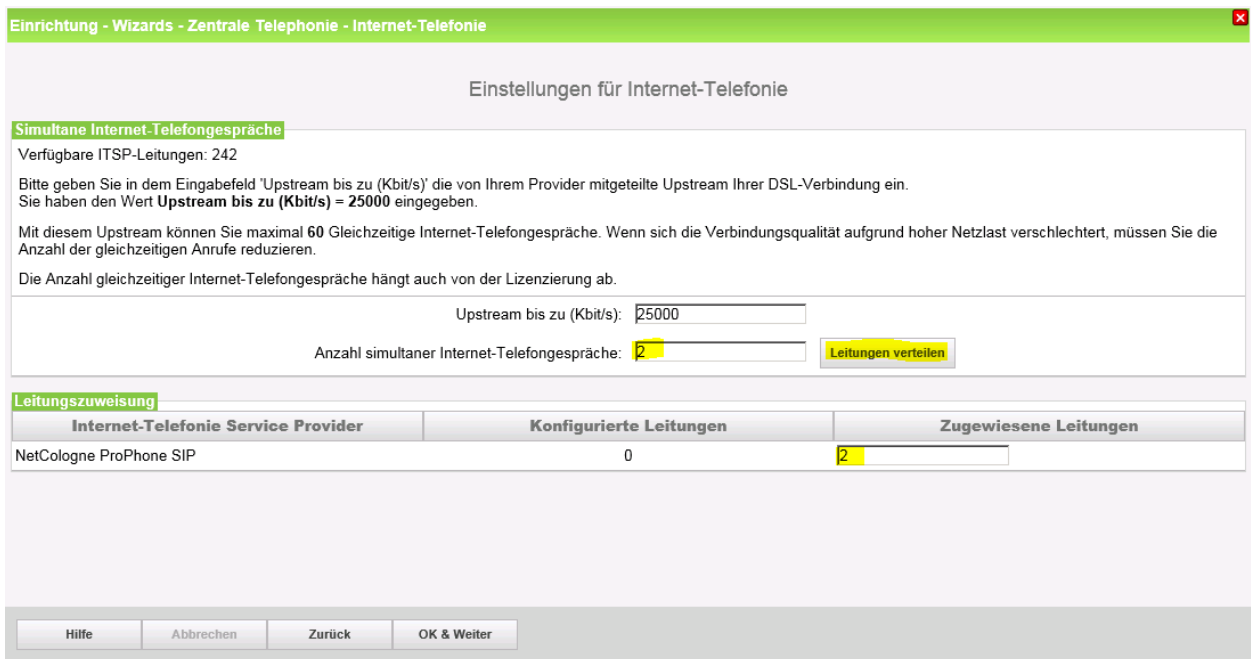 Einrichtung - Wizards - Zentrale Telephonie - Internet-Telefonie
Einstellungen für Internet-Telefonie
Simultane Internet-Telefongespräche
Verfügbare ITSP-Leitungen: 242
Bitte geben Sie in dem Eingabefeld 'Upstream bis zu (Kbit/s)' die von Ihrem Provider mitgeteilte Upstream Ihrer DSL-Verbindung ein.
Sie haben den Wert Upstream bis zu (Kbit/s) = 25000 eingegeben.
Mit diesem Upstream können Sie maximal 60 Gleichzeitige Internet-Telefongespräche. Wenn sich die Verbindungsqualität aufgrund hoher Netzlast verschlechtert, müssen Sie die
Anzahl der gleichzeitigen Anrufe reduzieren.
Die Anzahl gleichzeitiger Internet-Telefongespräche hängt auch von der Lizenzierung ab.
Upstream bis zu (Kbit/s): 25000
Anzahl simultaner Internet-Telefongespräche: 2 Leitungen verteilen
Leitungszuweisung
Internet-Telefonie Service Provider Konfigurierte Leitungen Zugewiesene Leitungen
NetCologne ProPhone SIP 0 2
Hilfe Abbrechen Zurück OK & Weiter